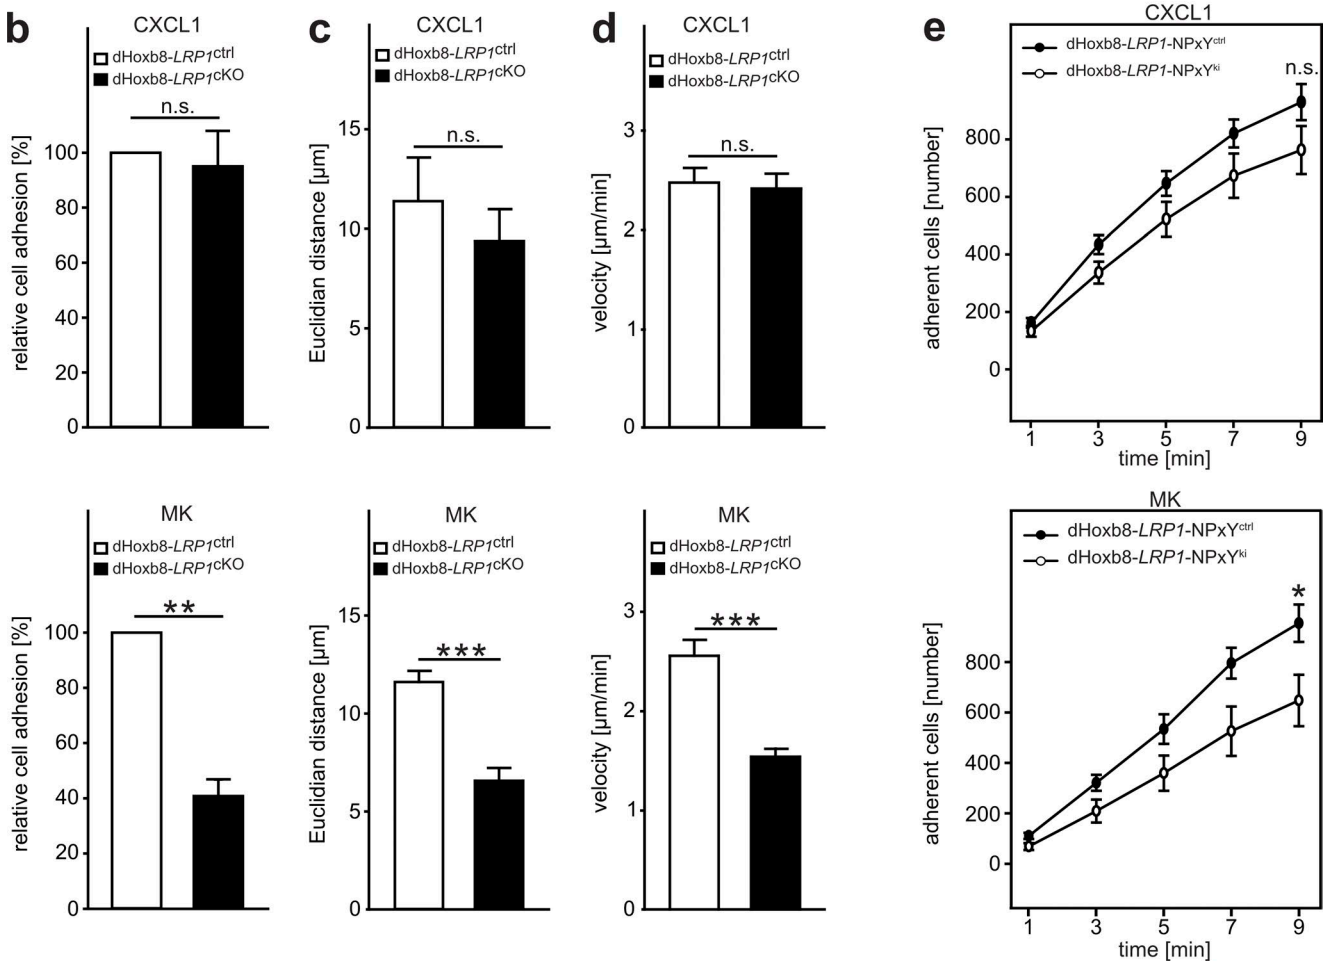 b
CXCL1
dHoxb8-LRP1ctrl
dHoxb8-LRP1cKO
n.s.
relative cell adhesion [%]
100
80
60
40
20
0
c
CXCL1
dHoxb8-LRP1ctrl
dHoxb8-LRP1cKO
n.s.
Euclidian distance [µm]
15
10
5
0
d
CXCL1
dHoxb8-LRP1ctrl
dHoxb8-LRP1cKO
n.s.
velocity [µm/min]
3
2
1
0
e
CXCL1
dHoxb8-LRP1-NPxYctrl
dHoxb8-LRP1-NPxYki
n.s.
adherent cells [number]
800
600
400
200
0
1 3 5 7 9
time [min]
MK
dHoxb8-LRP1ctrl
dHoxb8-LRP1cKO
**
relative cell adhesion [%]
100
80
60
40
20
0
MK
dHoxb8-LRP1ctrl
dHoxb8-LRP1cKO
***
Euclidian distance [µm]
15
10
5
0
MK
dHoxb8-LRP1ctrl
dHoxb8-LRP1cKO
***
velocity [µm/min]
3
2
1
0
MK
dHoxb8-LRP1-NPxYctrl
dHoxb8-LRP1-NPxYki
*
adherent cells [number]
800
600
400
200
0
1 3 5 7 9
time [min]